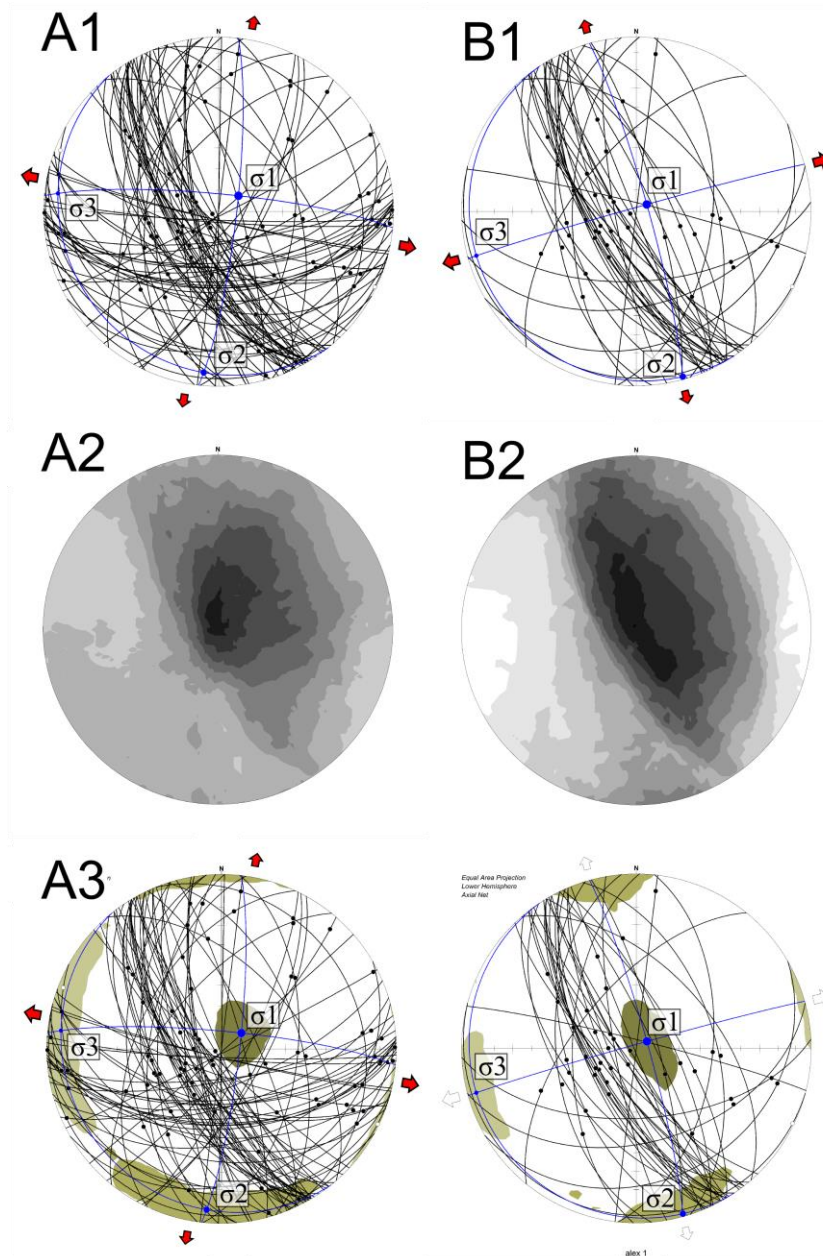 A1
N
σ1
σ3
σ2
B1
N
σ1
σ3
σ2
A2
N
B2
N
A3
n
N
σ1
σ3
σ2
Equal Area Projection
Lower Hemisphere
Axial Net
N
σ1
σ3
σ2
alex 1